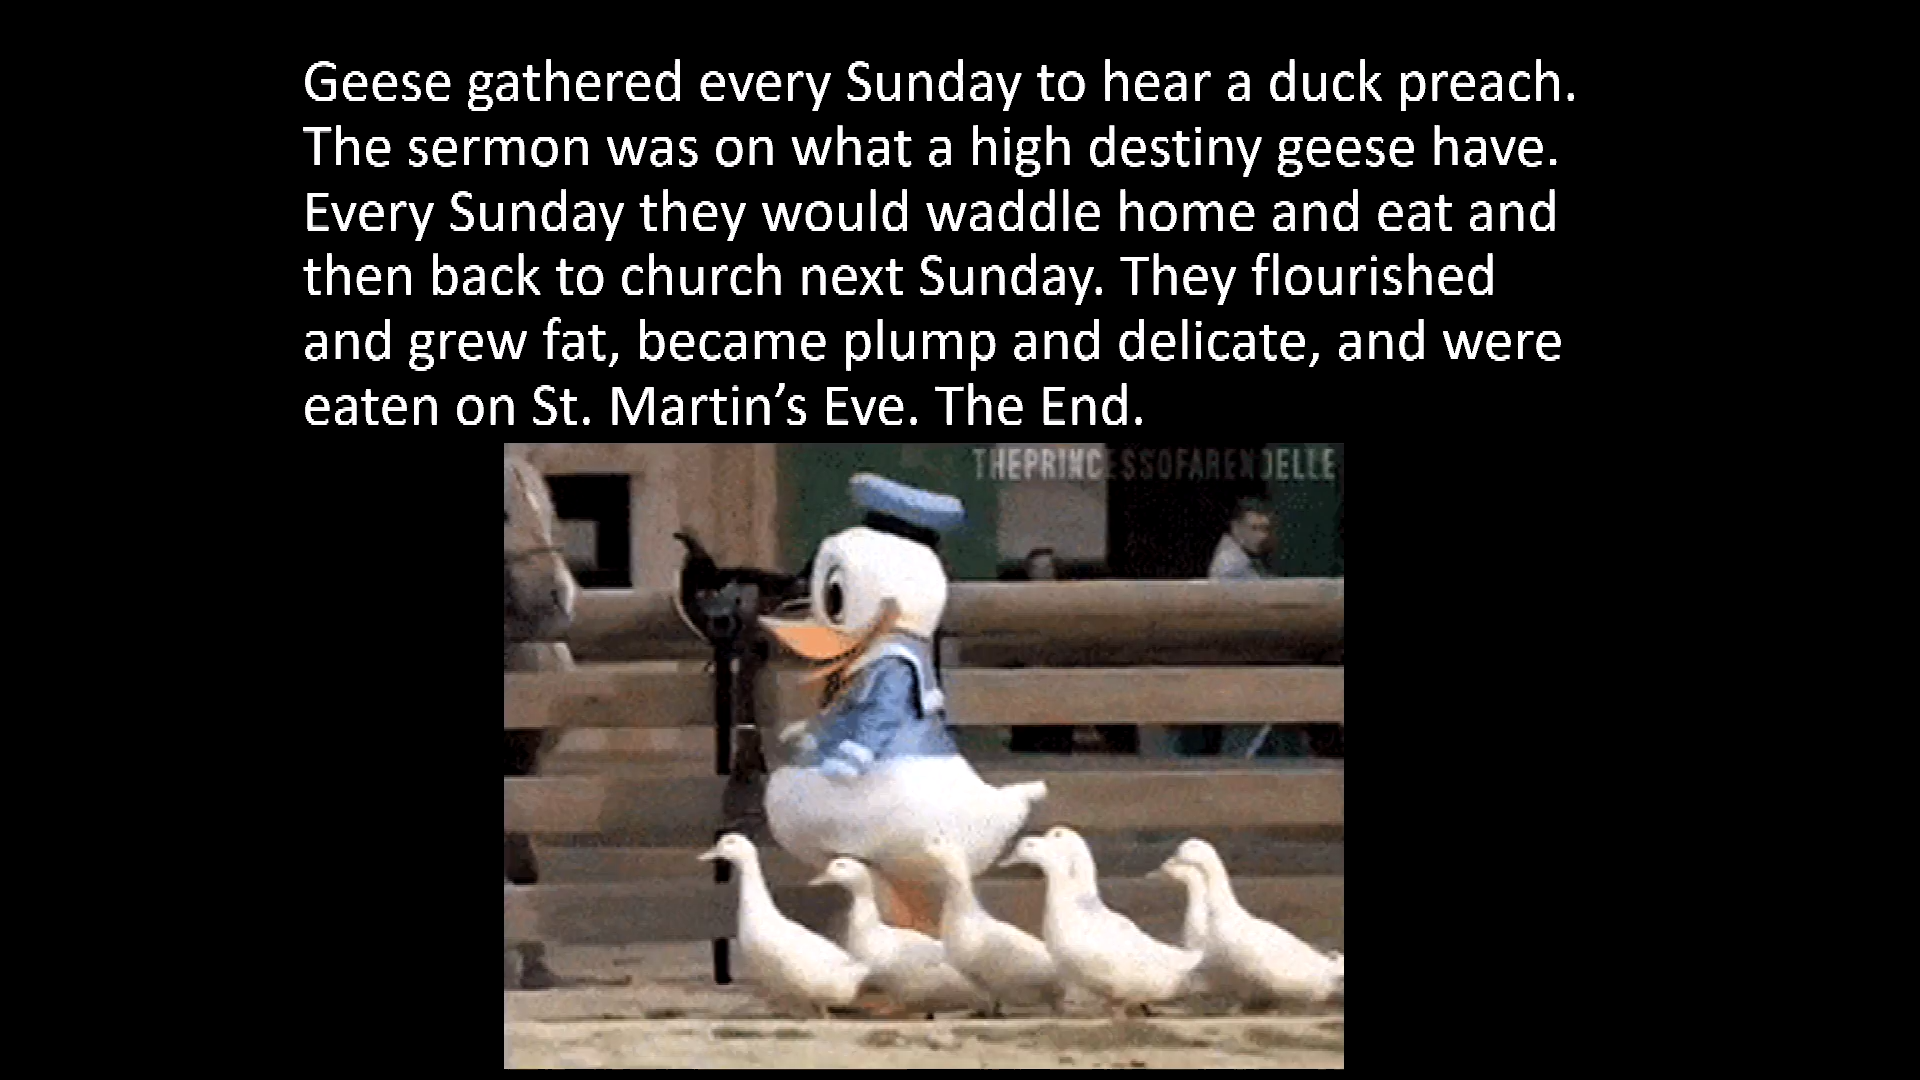 Geese gathered every Sunday to hear a duck preach.
The sermon was on what a high destiny geese have.
Every Sunday they would waddle home and eat and
then back to church next Sunday. They flourished
and grew fat, became plump and delicate, and were
eaten on St. Martin’s Eve. The End.
THEPRINCESSOFARENDELLE